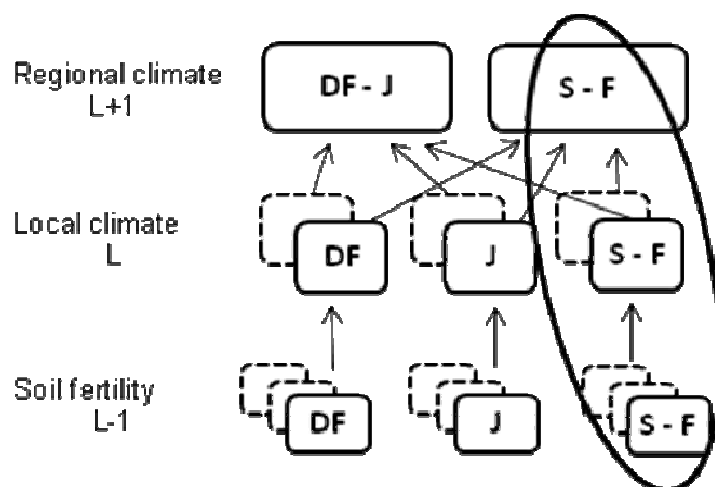 Regional climate
L+1
DF - J
S - F
Local climate
L
DF
J
S - F
Soil fertility
L-1
DF
J
S - F